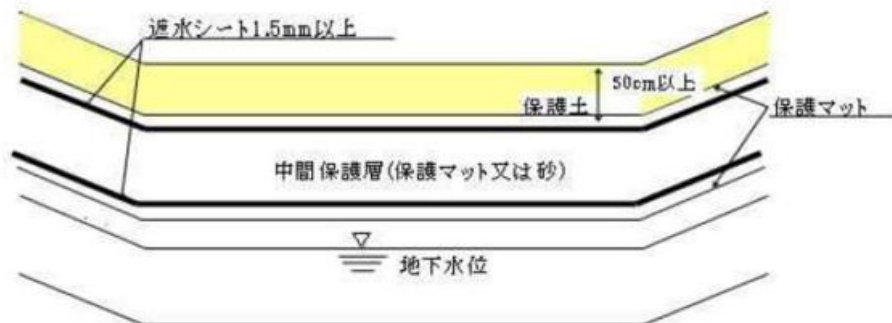 遮水シート1.5mm以上
50cm以上
保護土
保護マット
中間保護層(保護マット又は砂)
地下水位